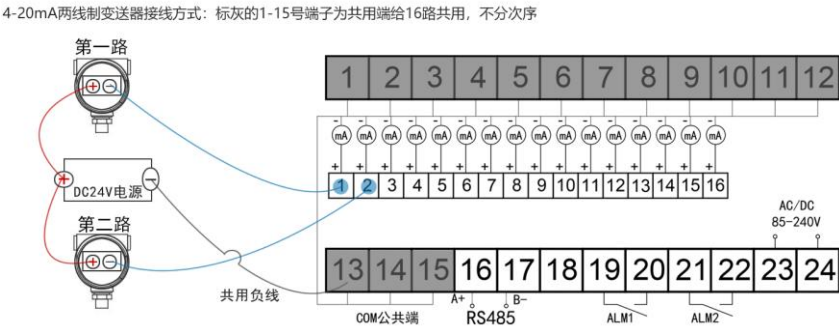 4-20mA两线制变送器接线方式：标灰的1-15号端子为共用端给16路共用，不分次序
第一路
1 2 3 4 5 6 7 8 9 10 11 12
- - - - - - - - - - - - - - - -
mA mA mA mA mA mA mA mA mA mA mA mA mA mA mA mA
+ + + + + + + + + + + + + + + +
1 2 3 4 5 6 7 8 9 10 11 12 13 14 15 16
+ -
DC24V电源
第二路
+ -
AC/DC
85-240V
13 14 15 16 17 18 19 20 21 22 23 24
共用负线
A+ B-
COM公共端 RS485 ALM1 ALM2